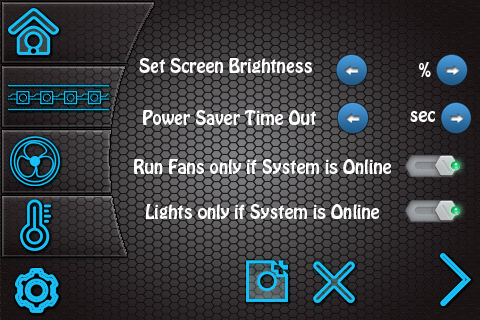 Set Screen Brightness %
Power Saver Time Out sec
Run Fans only if System is Online
Lights only if System is Online